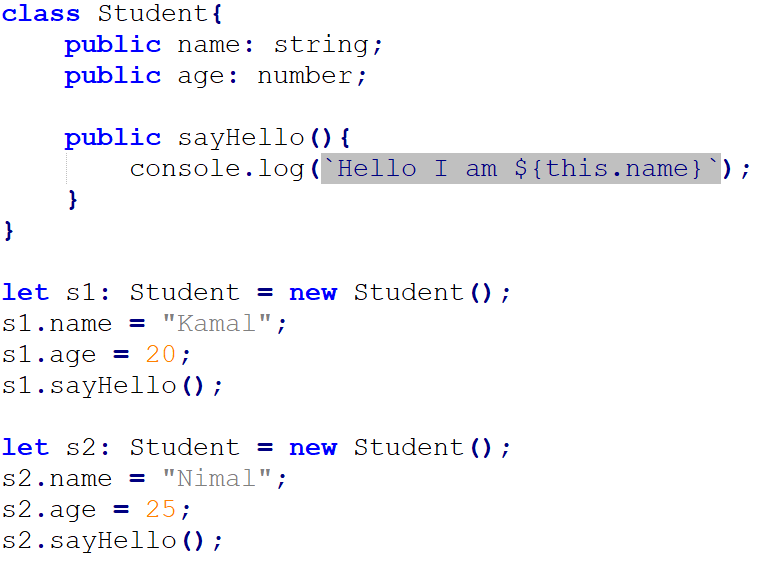 class Student{
    public name: string;
    public age: number;

    public sayHello(){
        console.log(`Hello I am ${this.name}`);
    }
}

let s1: Student = new Student();
s1.name = "Kamal";
s1.age = 20;
s1.sayHello();

let s2: Student = new Student();
s2.name = "Nimal";
s2.age = 25;
s2.sayHello();